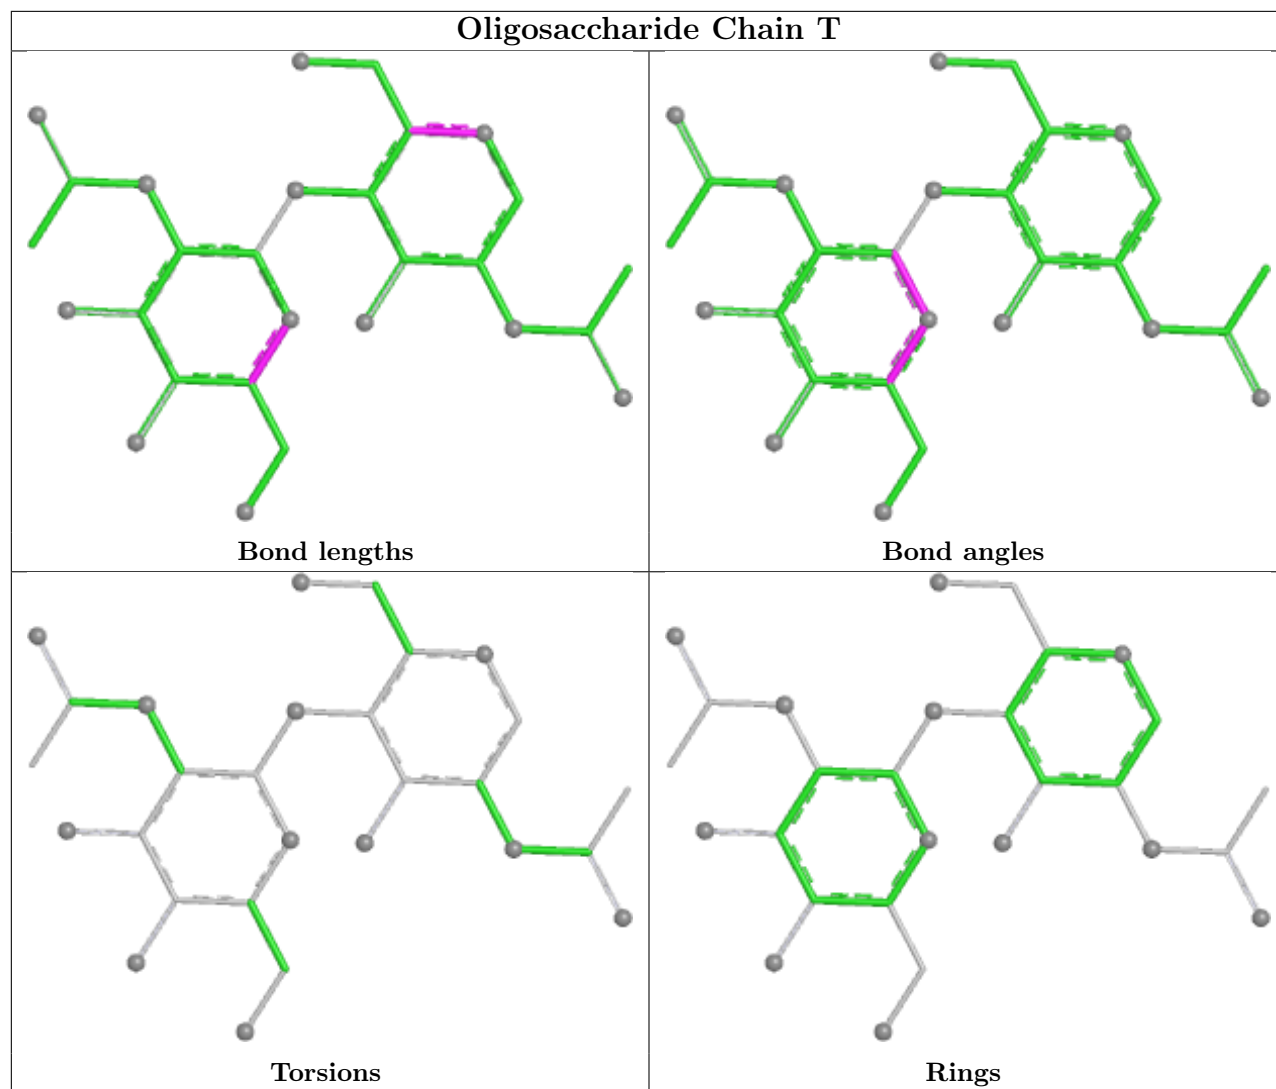 Oligosaccharide Chain T
Bond lengths
Bond angles
Torsions
Rings